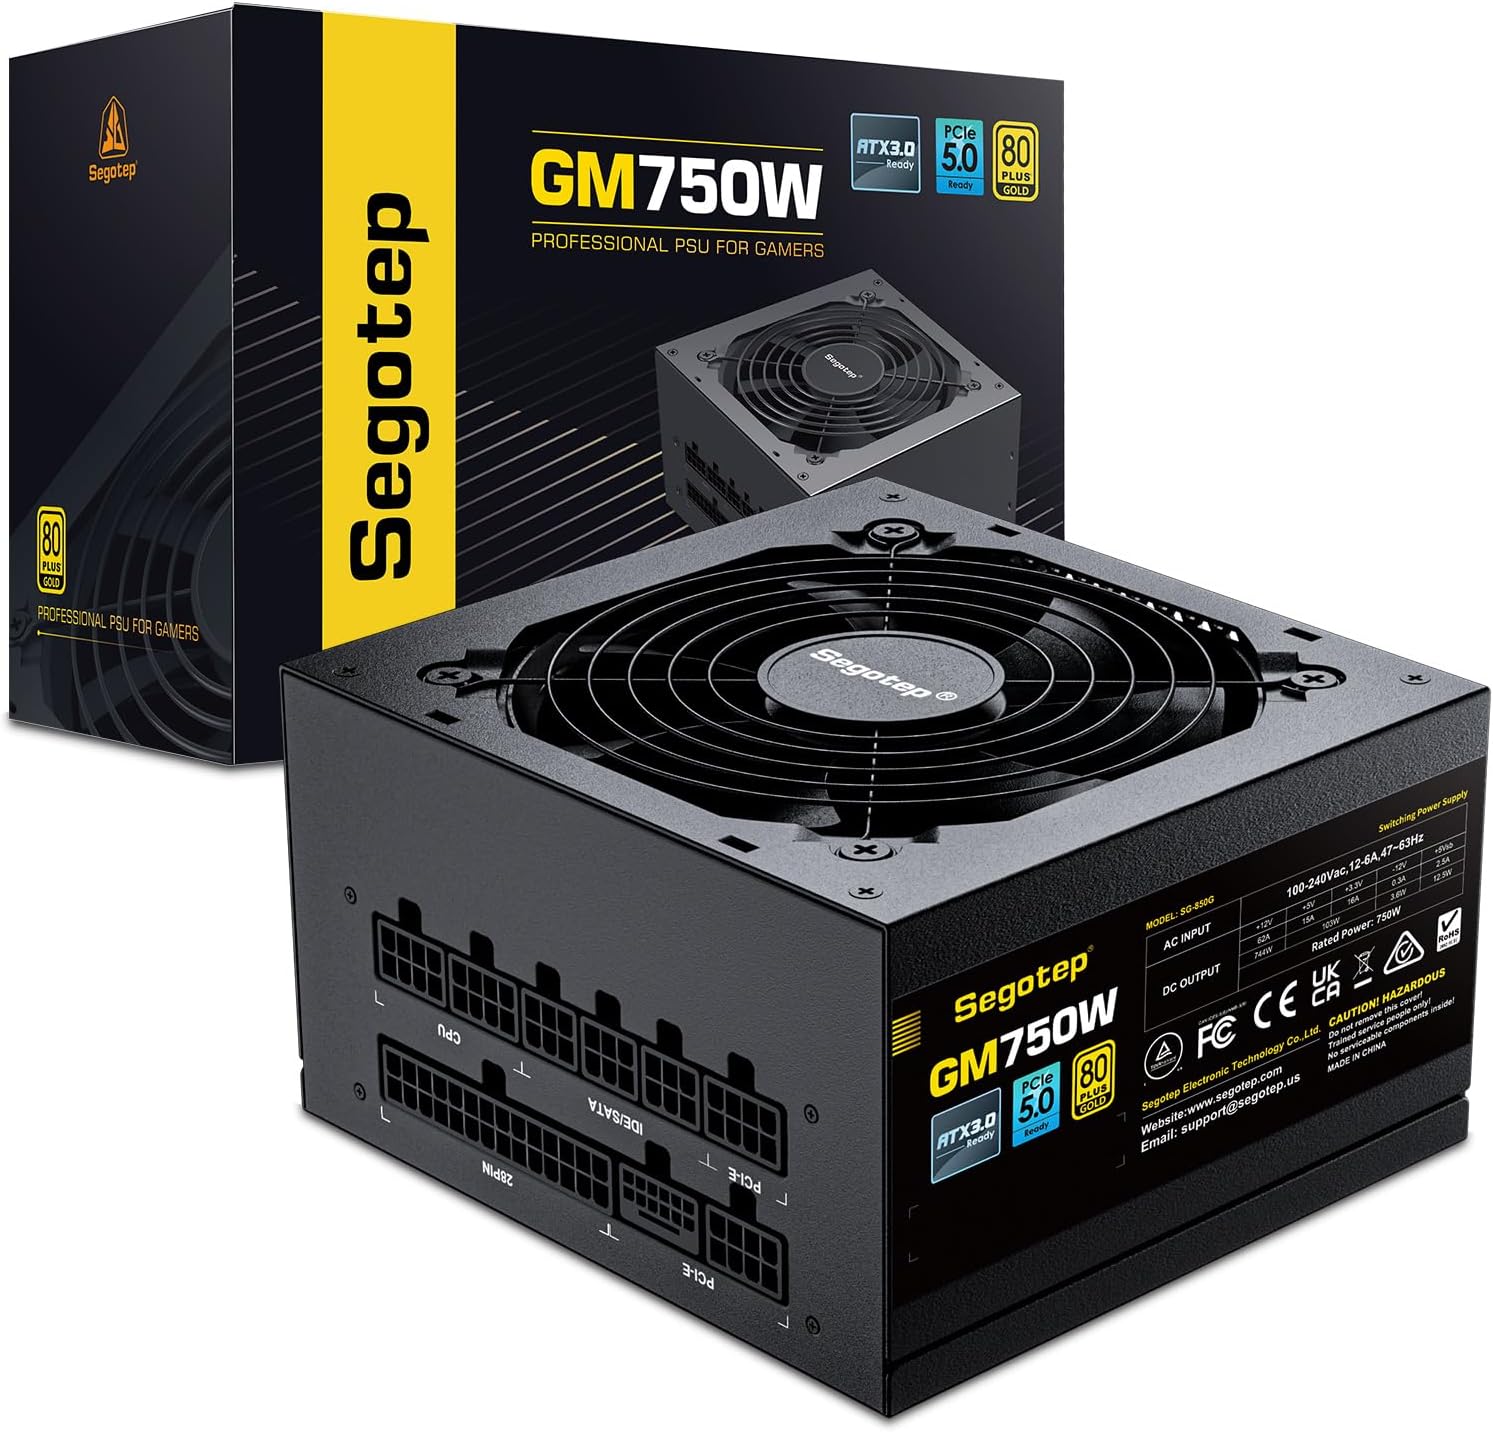 Segotep
80
PLUS
GOLD
PROFESSIONAL PSU FOR GAMERS
Segotep
GM750W
PROFESSIONAL PSU FOR GAMERS
ATX3.0
Ready
PCIe
5.0
Ready
80
PLUS
GOLD
Segotep ®
Segotep ®
CPU
IDE/SATA
PCI-E
28PIN
PCI-E
Segotep®
GM750W
ATX3.0
Ready
PCIe
5.0
Ready
80
PLUS
GOLD
Switching Power Supply
MODEL: SG-850G
AC INPUT
100-240Vac,12-6A,47~63Hz
DC OUTPUT
+12V +5V +3.3V -12V +5Vsb
62A 15A 16A 0.3A 2.5A
744W 103W 3.6W 12.5W
Rated Power: 750W
FC CE UK
CA
RoHS
Segotep Electronic Technology Co.,Ltd.
Website:www.segotep.com
Email: support@segotep.us
CAUTION! HAZARDOUS
Do not remove this cover!
Trained service people only!
No serviceable components inside!
MADE IN CHINA